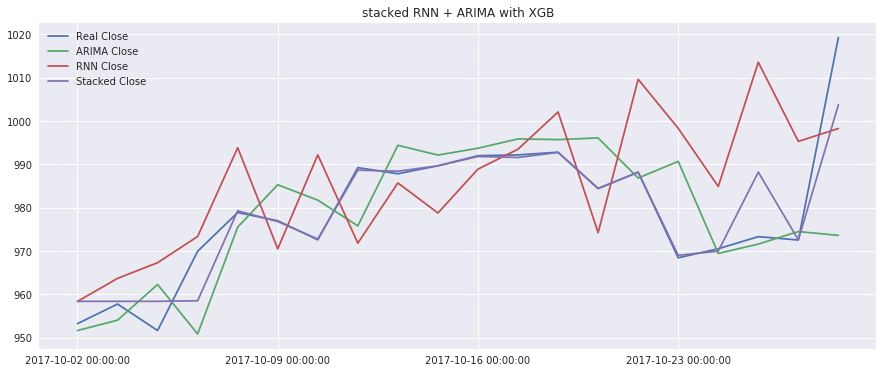 stacked RNN + ARIMA with XGB
Real Close
ARIMA Close
RNN Close
Stacked Close
1020
1010
1000
990
980
970
960
950
2017-10-02 00:00:00 2017-10-09 00:00:00 2017-10-16 00:00:00 2017-10-23 00:00:00